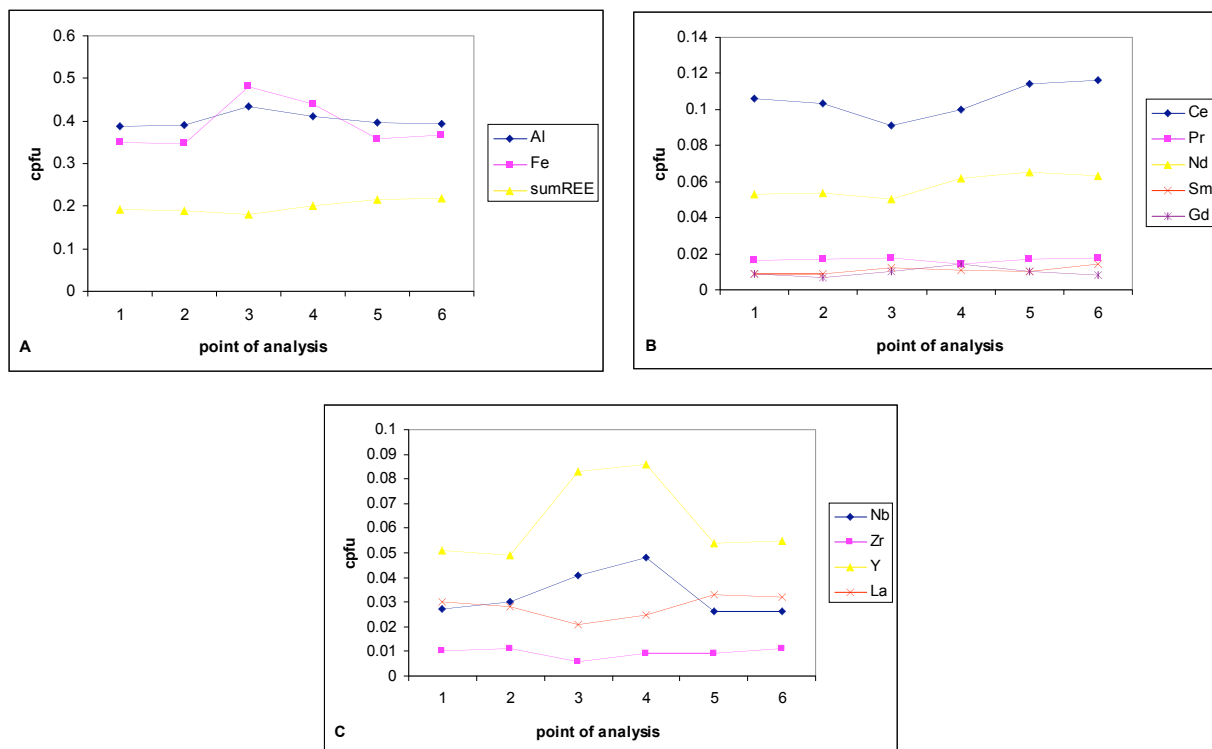 0.6
0.5
0.4
0.3
0.2
0.1
0
cpfu
1 2 3 4 5 6
point of analysis
A
Al
Fe
sumREE
0.14
0.12
0.1
0.08
0.06
0.04
0.02
0
cpfu
1 2 3 4 5 6
point of analysis
B
Ce
Pr
Nd
Sm
Gd
0.1
0.09
0.08
0.07
0.06
0.05
0.04
0.03
0.02
0.01
0
cpfu
1 2 3 4 5 6
point of analysis
C
Nb
Zr
Y
La